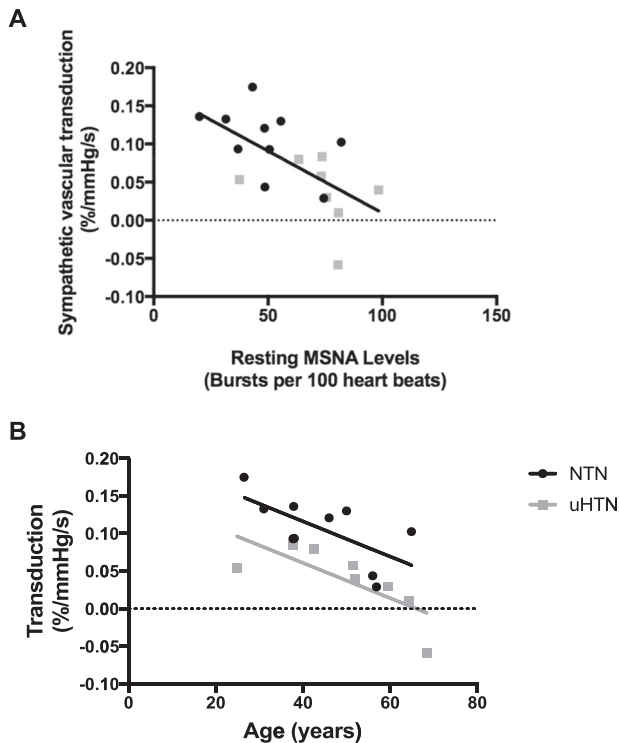 A
Sympathetic vascular transduction
(%/mmHg/s)
0.20
0.15
0.10
0.05
0.00
-0.05
-0.10
0 50 100 150
Resting MSNA Levels
(Bursts per 100 heart beats)
B
Transduction
(%/mmHg/s)
0.20
0.15
0.10
0.05
0.00
-0.05
-0.10
0 20 40 60 80
Age (years)
NTN
uHTN